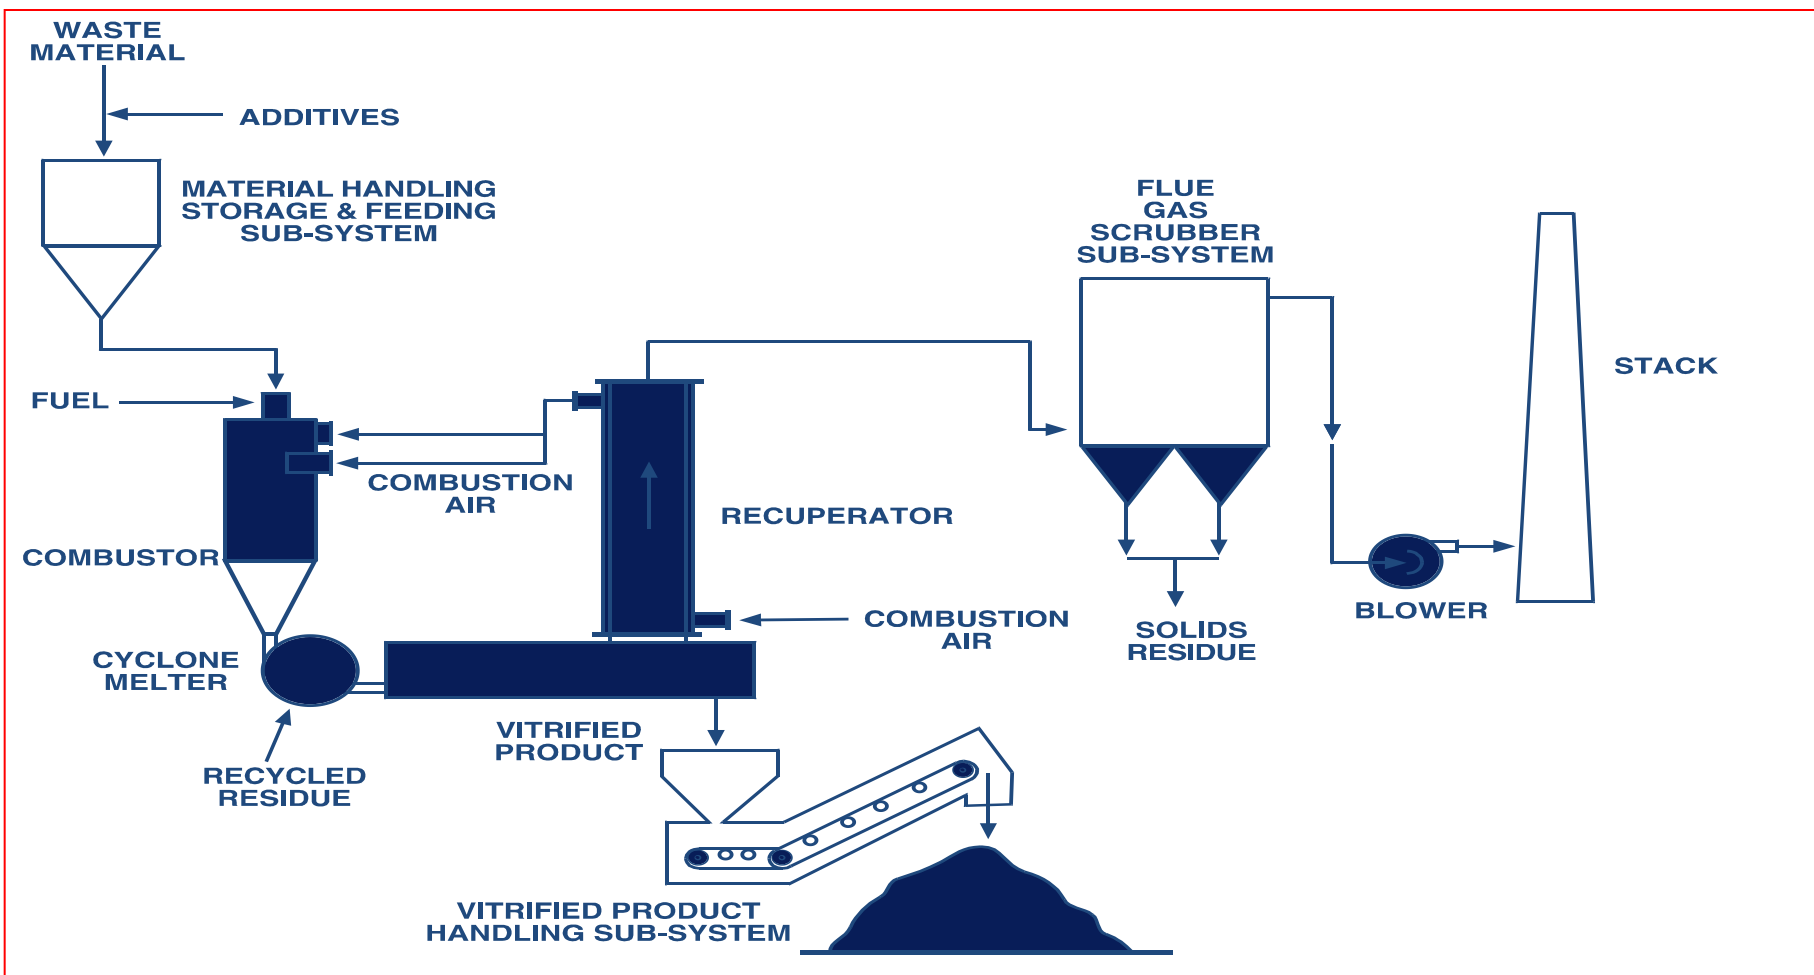 WASTE
MATERIAL
ADDITIVES
MATERIAL HANDLING
STORAGE & FEEDING
SUB-SYSTEM
FLUE
GAS
SCRUBBER
SUB-SYSTEM
STACK
FUEL
COMBUSTION
AIR
RECUPERATOR
COMBUSTOR
BLOWER
COMBUSTION
AIR
SOLIDS
RESIDUE
CYCLONE
MELTER
VITRIFIED
PRODUCT
RECYCLED
RESIDUE
VITRIFIED PRODUCT
HANDLING SUB-SYSTEM